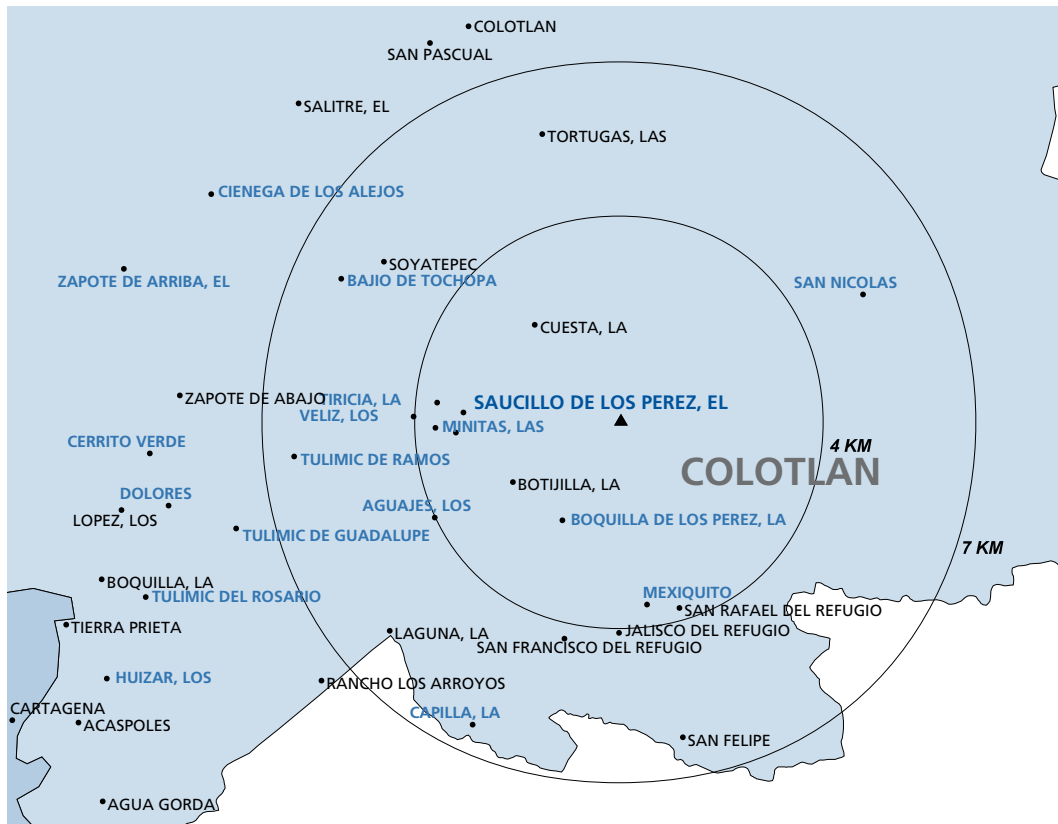 COLOTLAN
SAN PASCUAL
SALITRE, EL
TORTUGAS, LAS
CIENEGA DE LOS ALEJOS
SOYATEPEC
ZAPOTE DE ARRIBA, EL
BAJIO DE TOCHOPA
SAN NICOLAS
CUESTA, LA
ZAPOTE DE ABAJO
TIRICIA, LA
SAUCILLO DE LOS PEREZ, EL
VELIZ, LOS
MINITAS, LAS
CERRITO VERDE
4 KM
TULIMIC DE RAMOS
COLOTLAN
BOTIJILLA, LA
DOLORES
AGUAJES, LOS
LOPEZ, LOS
BOQUILLA DE LOS PEREZ, LA
TULIMIC DE GUADALUPE
7 KM
BOQUILLA, LA
MEXIQUITO
TULIMIC DEL ROSARIO
SAN RAFAEL DEL REFUGIO
TIERRA PRIETA
LAGUNA, LA
JALISCO DEL REFUGIO
SAN FRANCISCO DEL REFUGIO
HUIZAR, LOS
RANCHO LOS ARROYOS
CARTAGENA
CAPILLA, LA
ACASPOLES
SAN FELIPE
AGUA GORDA